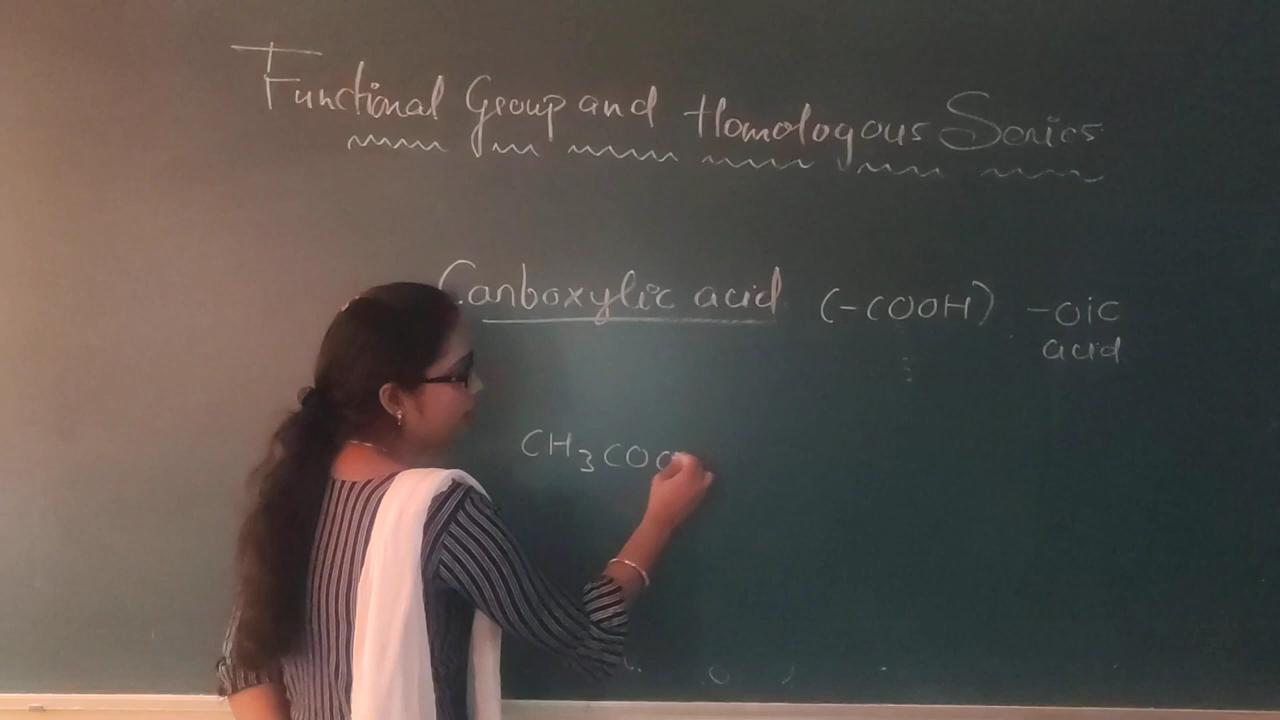 Functional Group and Homologous Series
Carboxylic acid (-COOH) -oic
acid
CH3COO